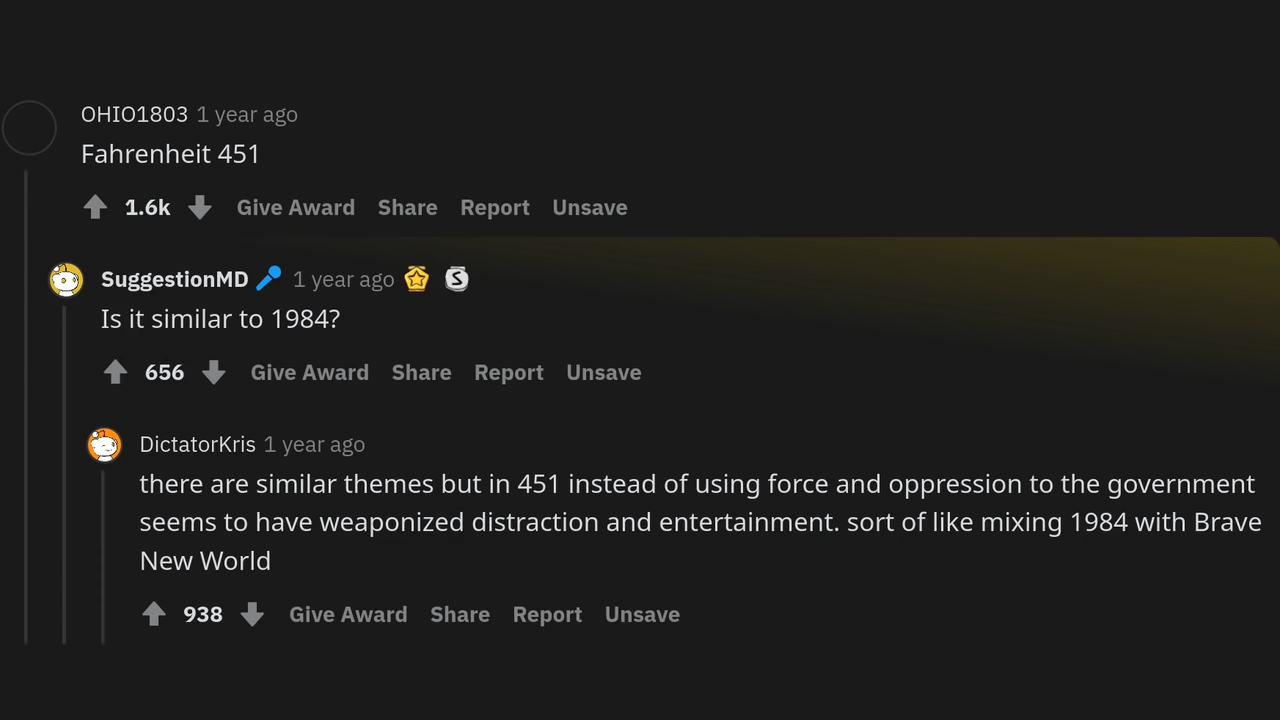 OHIO1803 1 year ago
Fahrenheit 451
1.6k Give Award Share Report Unsave
SuggestionMD 1 year ago S
Is it similar to 1984?
656 Give Award Share Report Unsave
DictatorKris 1 year ago
there are similar themes but in 451 instead of using force and oppression to the government
seems to have weaponized distraction and entertainment. sort of like mixing 1984 with Brave
New World
938 Give Award Share Report Unsave